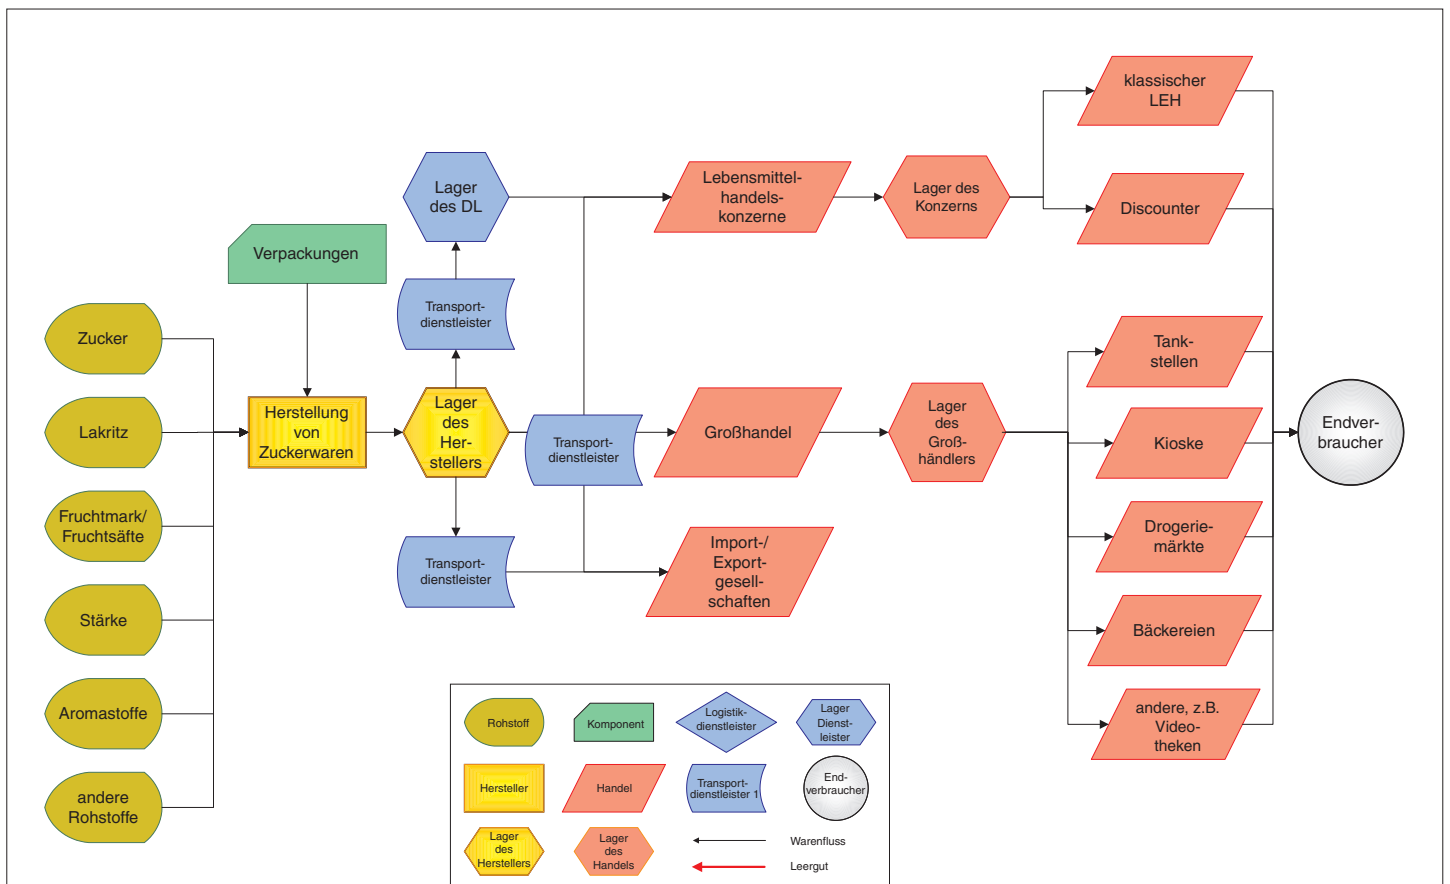 klassischer
LEH
Lager
des DL
Lebensmittel-
handels-
konzerne
Lager des
Konzerns
Discounter
Verpackungen
Transport-
dienstleister
Zucker
Tank-
stellen
Herstellung
von
Zuckerwaren
Lager
des
Her-
stellers
Transport-
dienstleister
Großhandel
Lager
des
Groß-
händlers
Kioske
Endver-
braucher
Lakritz
Fruchtmark/
Fruchtsäfte
Transport-
dienstleister
Import-/
Export-
gesell-
schaften
Drogerie-
märkte
Stärke
Bäckereien
Aromastoffe
andere, z.B.
Video-
theken
andere
Rohstoffe
Rohstoff
Komponent
Logistik-
dienstleister
Lager
Dienst-
leister
Hersteller
Handel
Transport-
dienstleister 1
End-
verbraucher
Lager
des
Herstellers
Lager
des
Handels
Warenfluss
Leergut